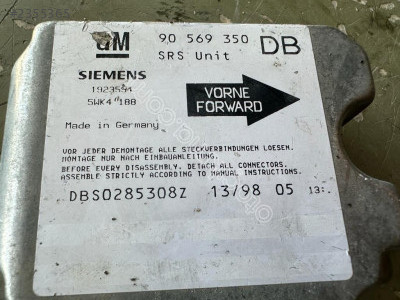 GM 90 569 350 DB
SRS Unit
SIEMENS
5WK4 188
VORNE
FORWARD
Made in Germany
VOR JEDER DEMONTAGE ALLE STECKVERBINDUNGEN LOESEN.
MONTAGE NUR NACH EINBAUANLEITUNG.
BEFORE EVERY DISASSEMBLY, DETACH ALL CONNECTORS.
ASSEMBLE STRICTLY ACCORDING TO MANUAL INSTRUCTIONS.
DBS0285308Z 13/98 05